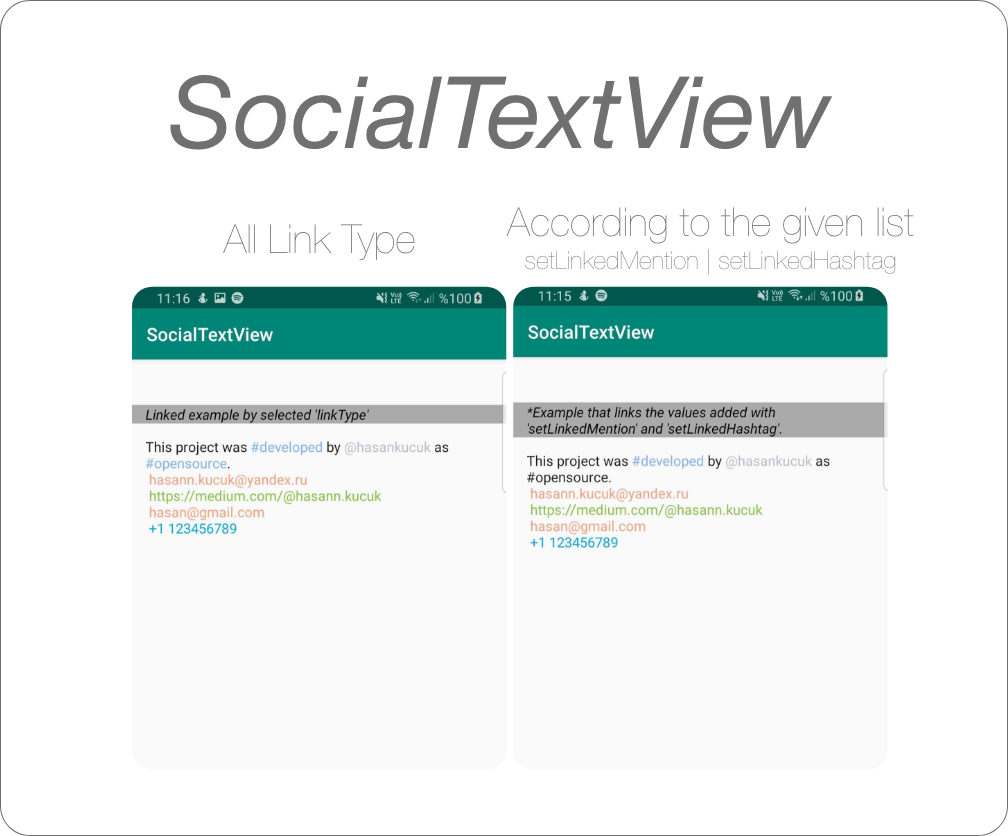 SocialTextView
All Link Type
According to the given list
setLinkedMention | setLinkedHashtag
11:16 VoD LTE %100
SocialTextView
Linked example by selected 'linkType'
This project was #developed by @hasankucuk as
#opensource.
hasann.kucuk@yandex.ru
https://medium.com/@hasann.kucuk
hasan@gmail.com
+1 123456789
11:15 VoD LTE %100
SocialTextView
*Example that links the values added with
'setLinkedMention' and 'setLinkedHashtag'.
This project was #developed by @hasankucuk as
#opensource.
hasann.kucuk@yandex.ru
https://medium.com/@hasann.kucuk
hasan@gmail.com
+1 123456789